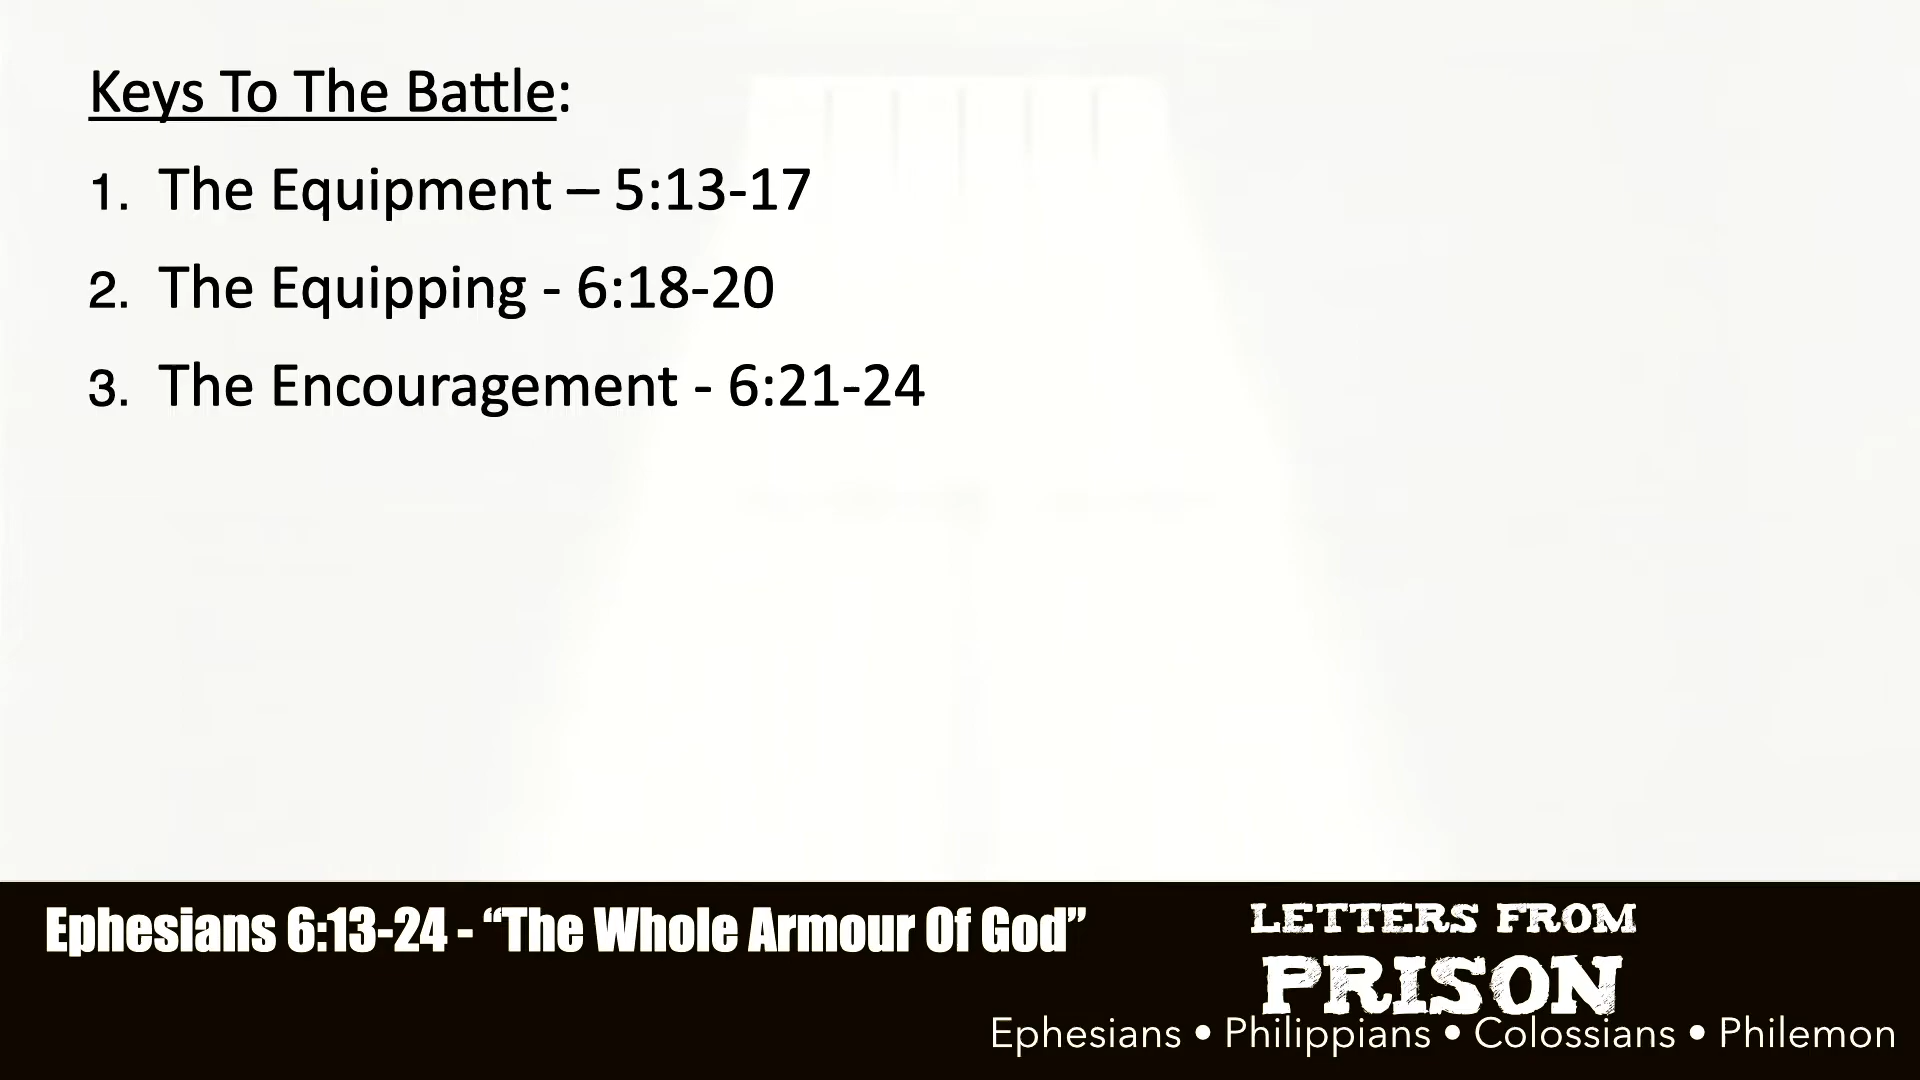 Keys To The Battle:
1. The Equipment – 5:13-17
2. The Equipping - 6:18-20
3. The Encouragement - 6:21-24
Ephesians 6:13-24 - “The Whole Armour Of God”
LETTERS FROM
PRISON
Ephesians • Philippians • Colossians • Philemon